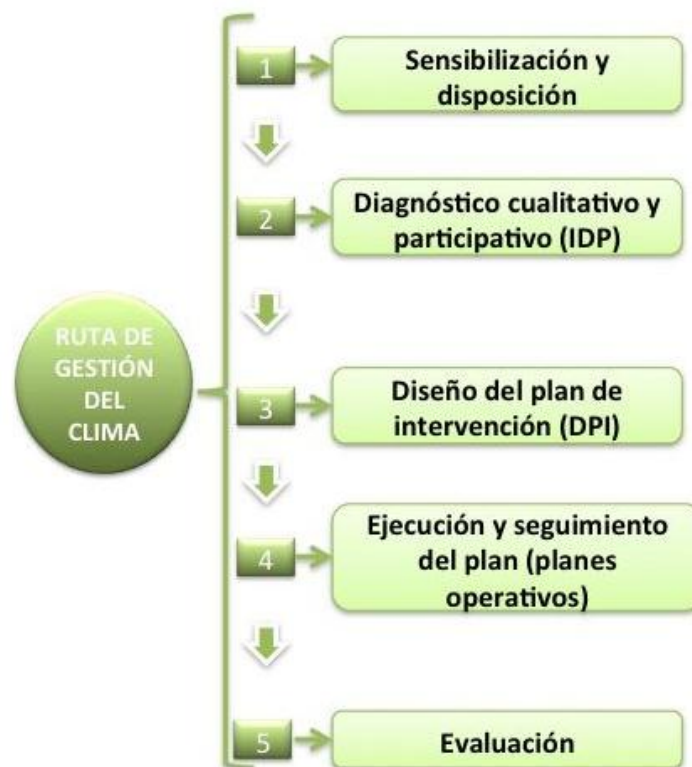 RUTA DE
GESTIÓN
DEL
CLIMA
1
Sensibilización y
disposición
2
Diagnóstico cualitativo y
participativo (IDP)
3
Diseño del plan de
intervención (DPI)
4
Ejecución y seguimiento
del plan (planes
operativos)
5
Evaluación